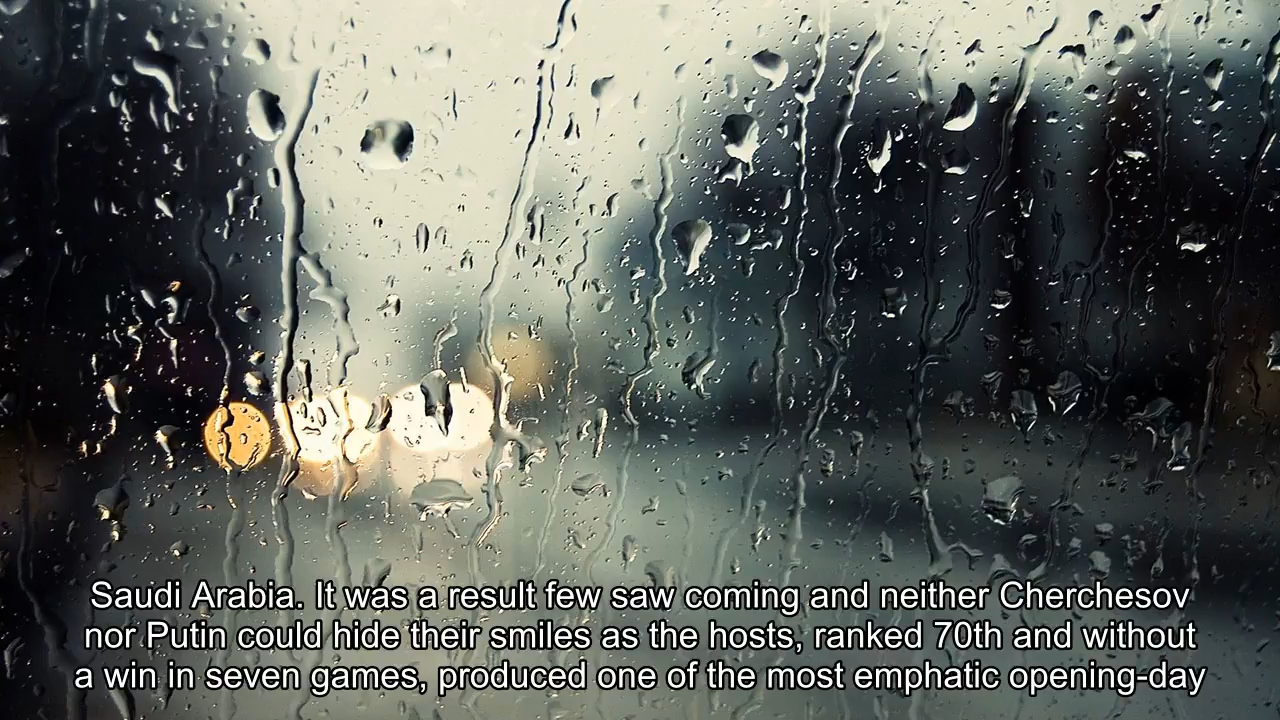 Saudi Arabia. It was a result few saw coming and neither Cherchesov
nor Putin could hide their smiles as the hosts, ranked 70th and without
a win in seven games, produced one of the most emphatic opening-day